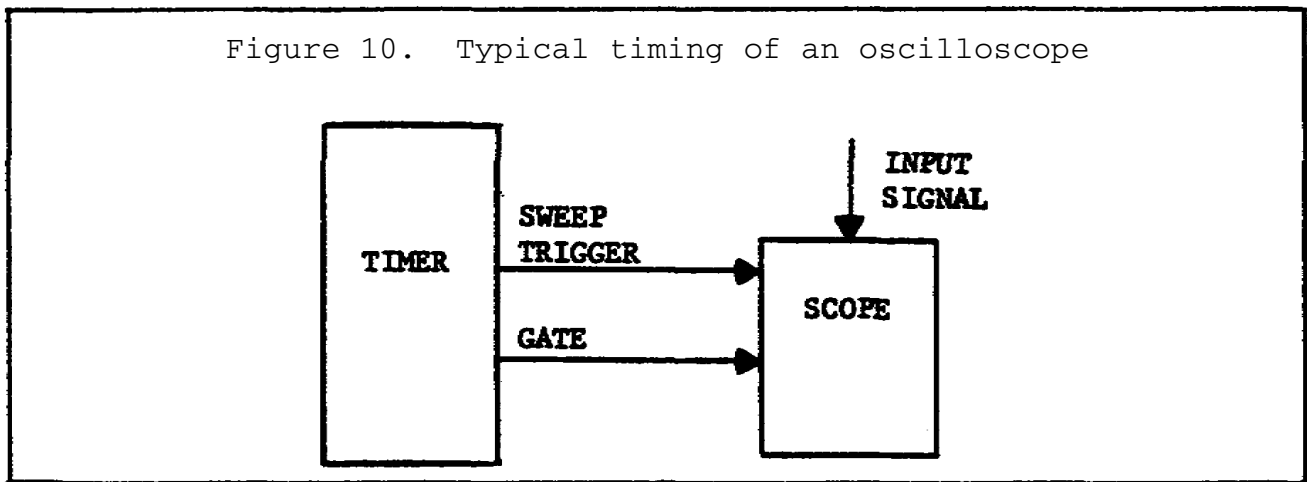 Figure 10. Typical timing of an oscilloscope
INPUT
SIGNAL
SWEEP
TRIGGER
TIMER
SCOPE
GATE